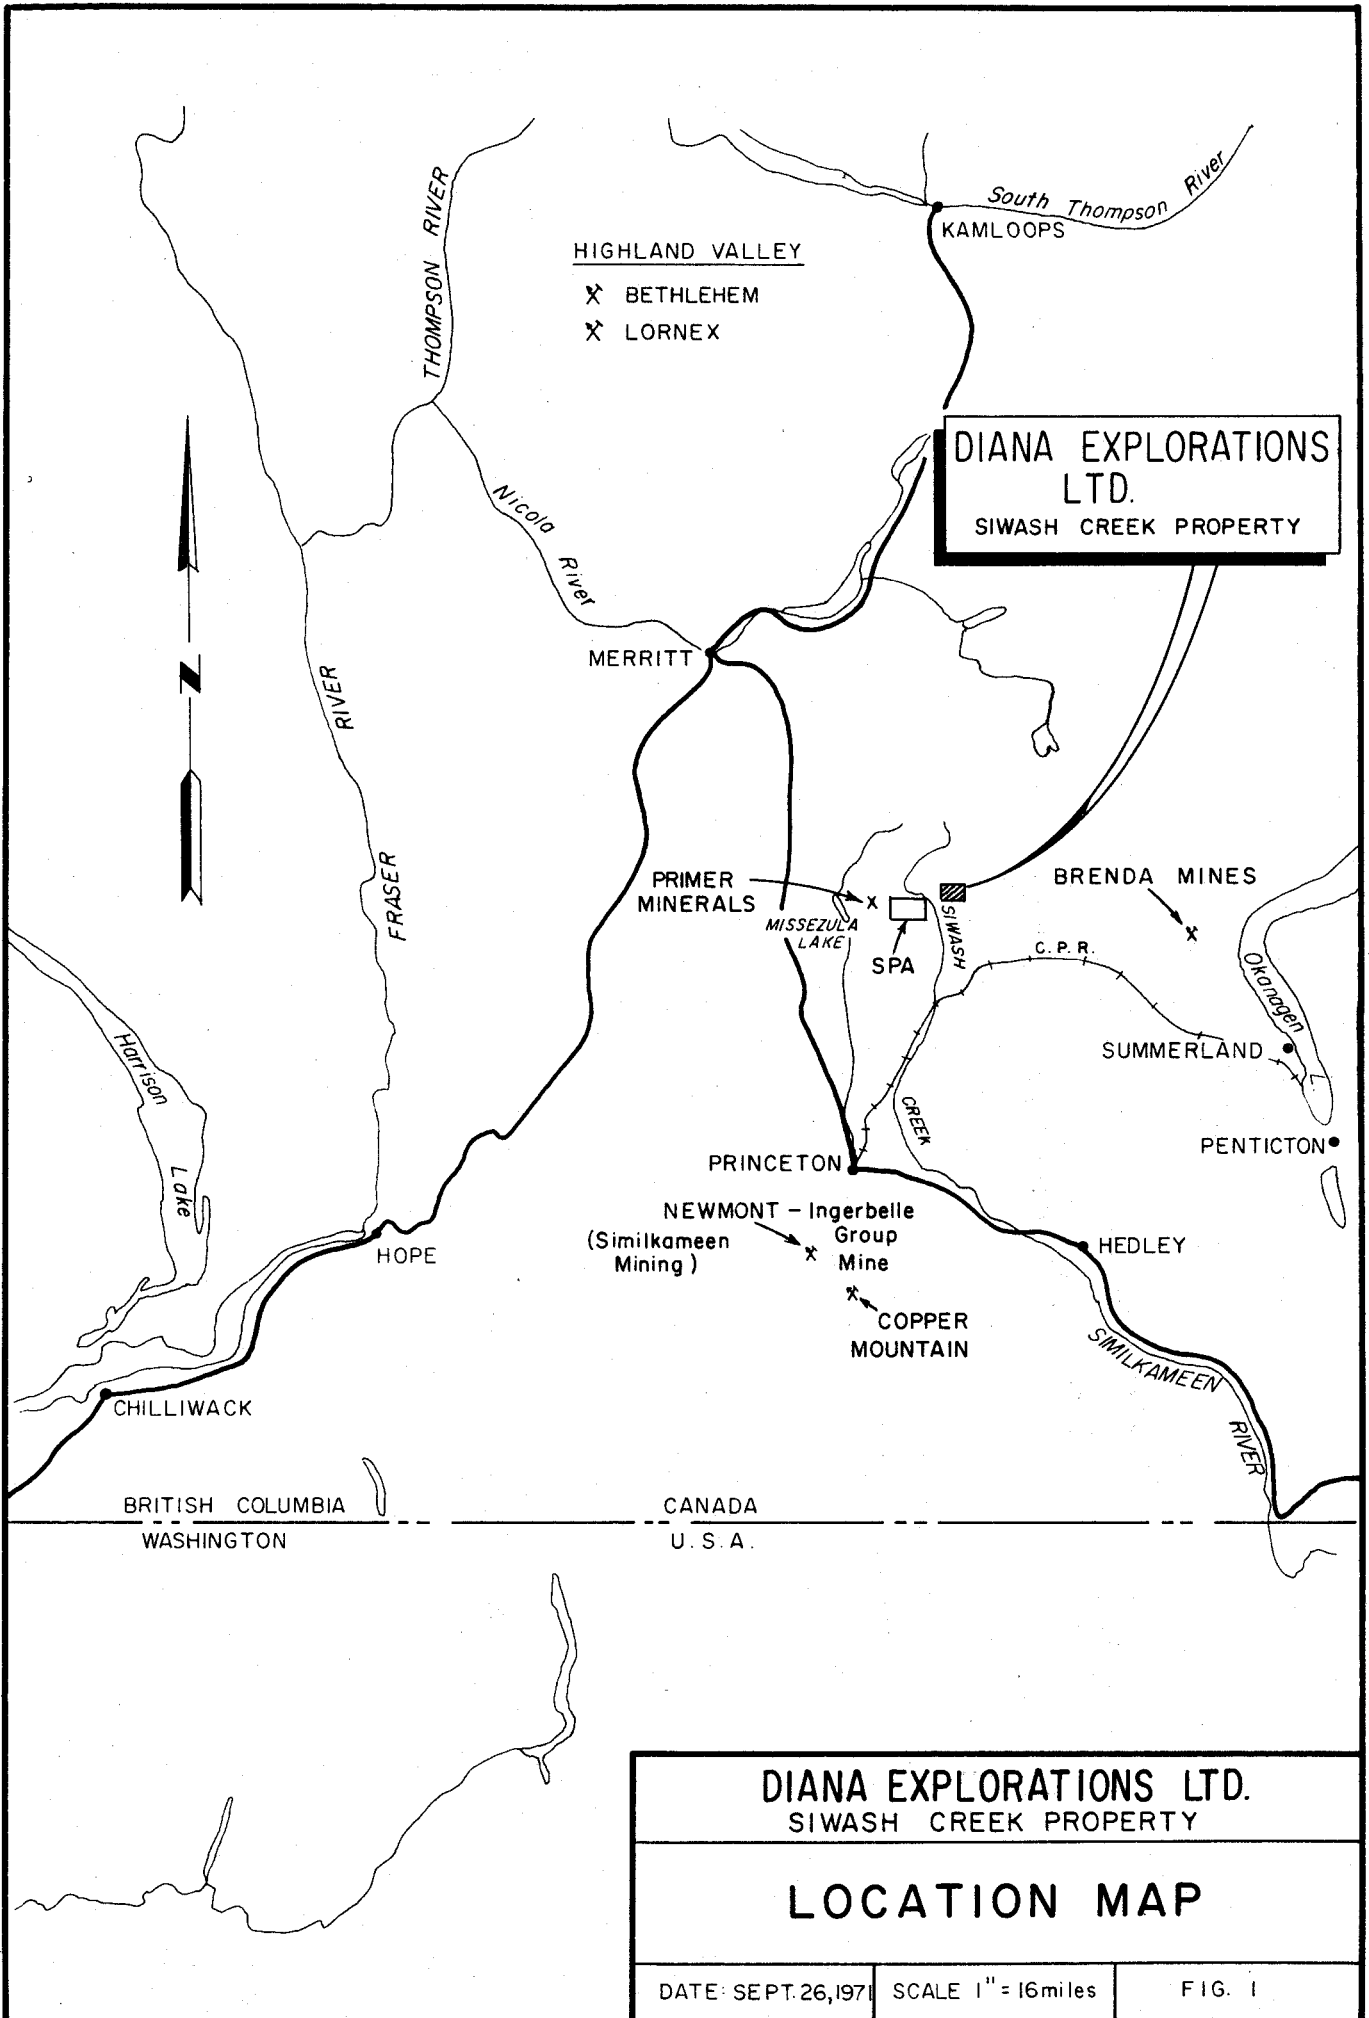 South Thompson River
KAMLOOPS
THOMPSON RIVER
HIGHLAND VALLEY
BETHLEHEM
LORNEX
DIANA EXPLORATIONS
LTD.
SIWASH CREEK PROPERTY
Nicola River
N
MERRITT
FRASER RIVER
PRIMER
MINERALS
MISSEZULA
LAKE
SPA
SIWASH CREEK
BRENDA MINES
C.P.R.
Okanagen L.
SUMMERLAND
PENTICTON
Harrison Lake
PRINCETON
NEWMONT - Ingerbelle
Group
Mine
(Similkameen
Mining)
COPPER
MOUNTAIN
HEDLEY
HOPE
SIMILKAMEEN RIVER
CHILLIWACK
BRITISH COLUMBIA
WASHINGTON
CANADA
U.S.A.
DIANA EXPLORATIONS LTD.
SIWASH CREEK PROPERTY
LOCATION MAP
DATE: SEPT. 26, 1971
SCALE 1" = 16 miles
FIG. 1